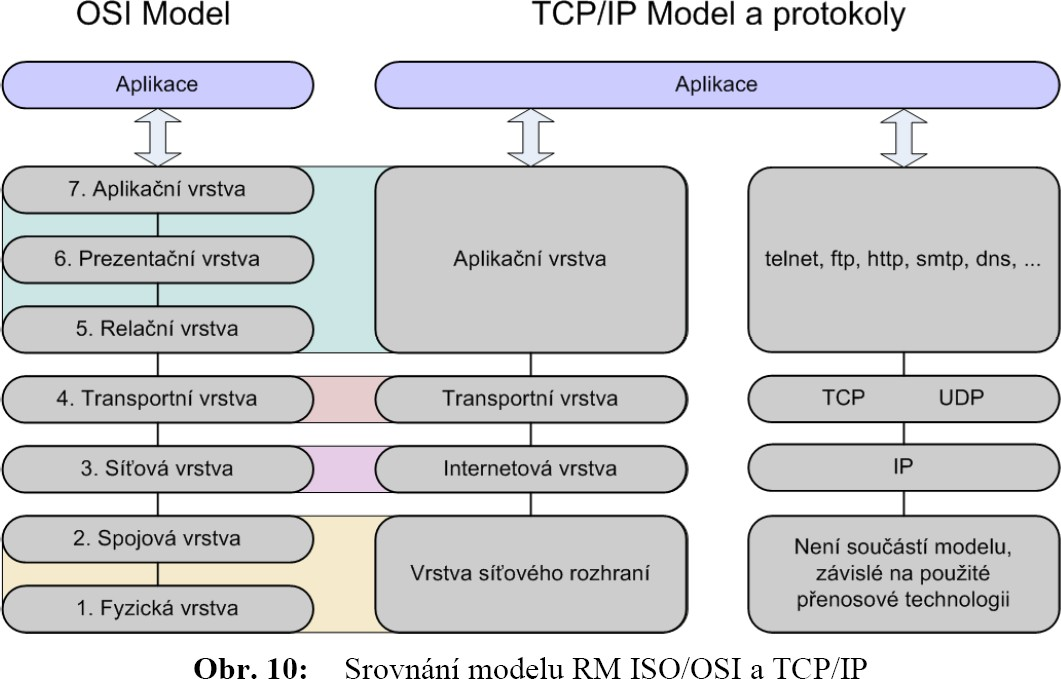 OSI Model
TCP/IP Model a protokoly
Aplikace
Aplikace
7. Aplikační vrstva
6. Prezentační vrstva
5. Relační vrstva
4. Transportní vrstva
3. Síťová vrstva
2. Spojová vrstva
1. Fyzická vrstva
Aplikační vrstva
Transportní vrstva
Internetová vrstva
Vrstva síťového rozhraní
telnet, ftp, http, smtp, dns, ...
TCP UDP
IP
Není součástí modelu,
závislé na použité
přenosové technologii
Obr. 10: Srovnání modelu RM ISO/OSI a TCP/IP